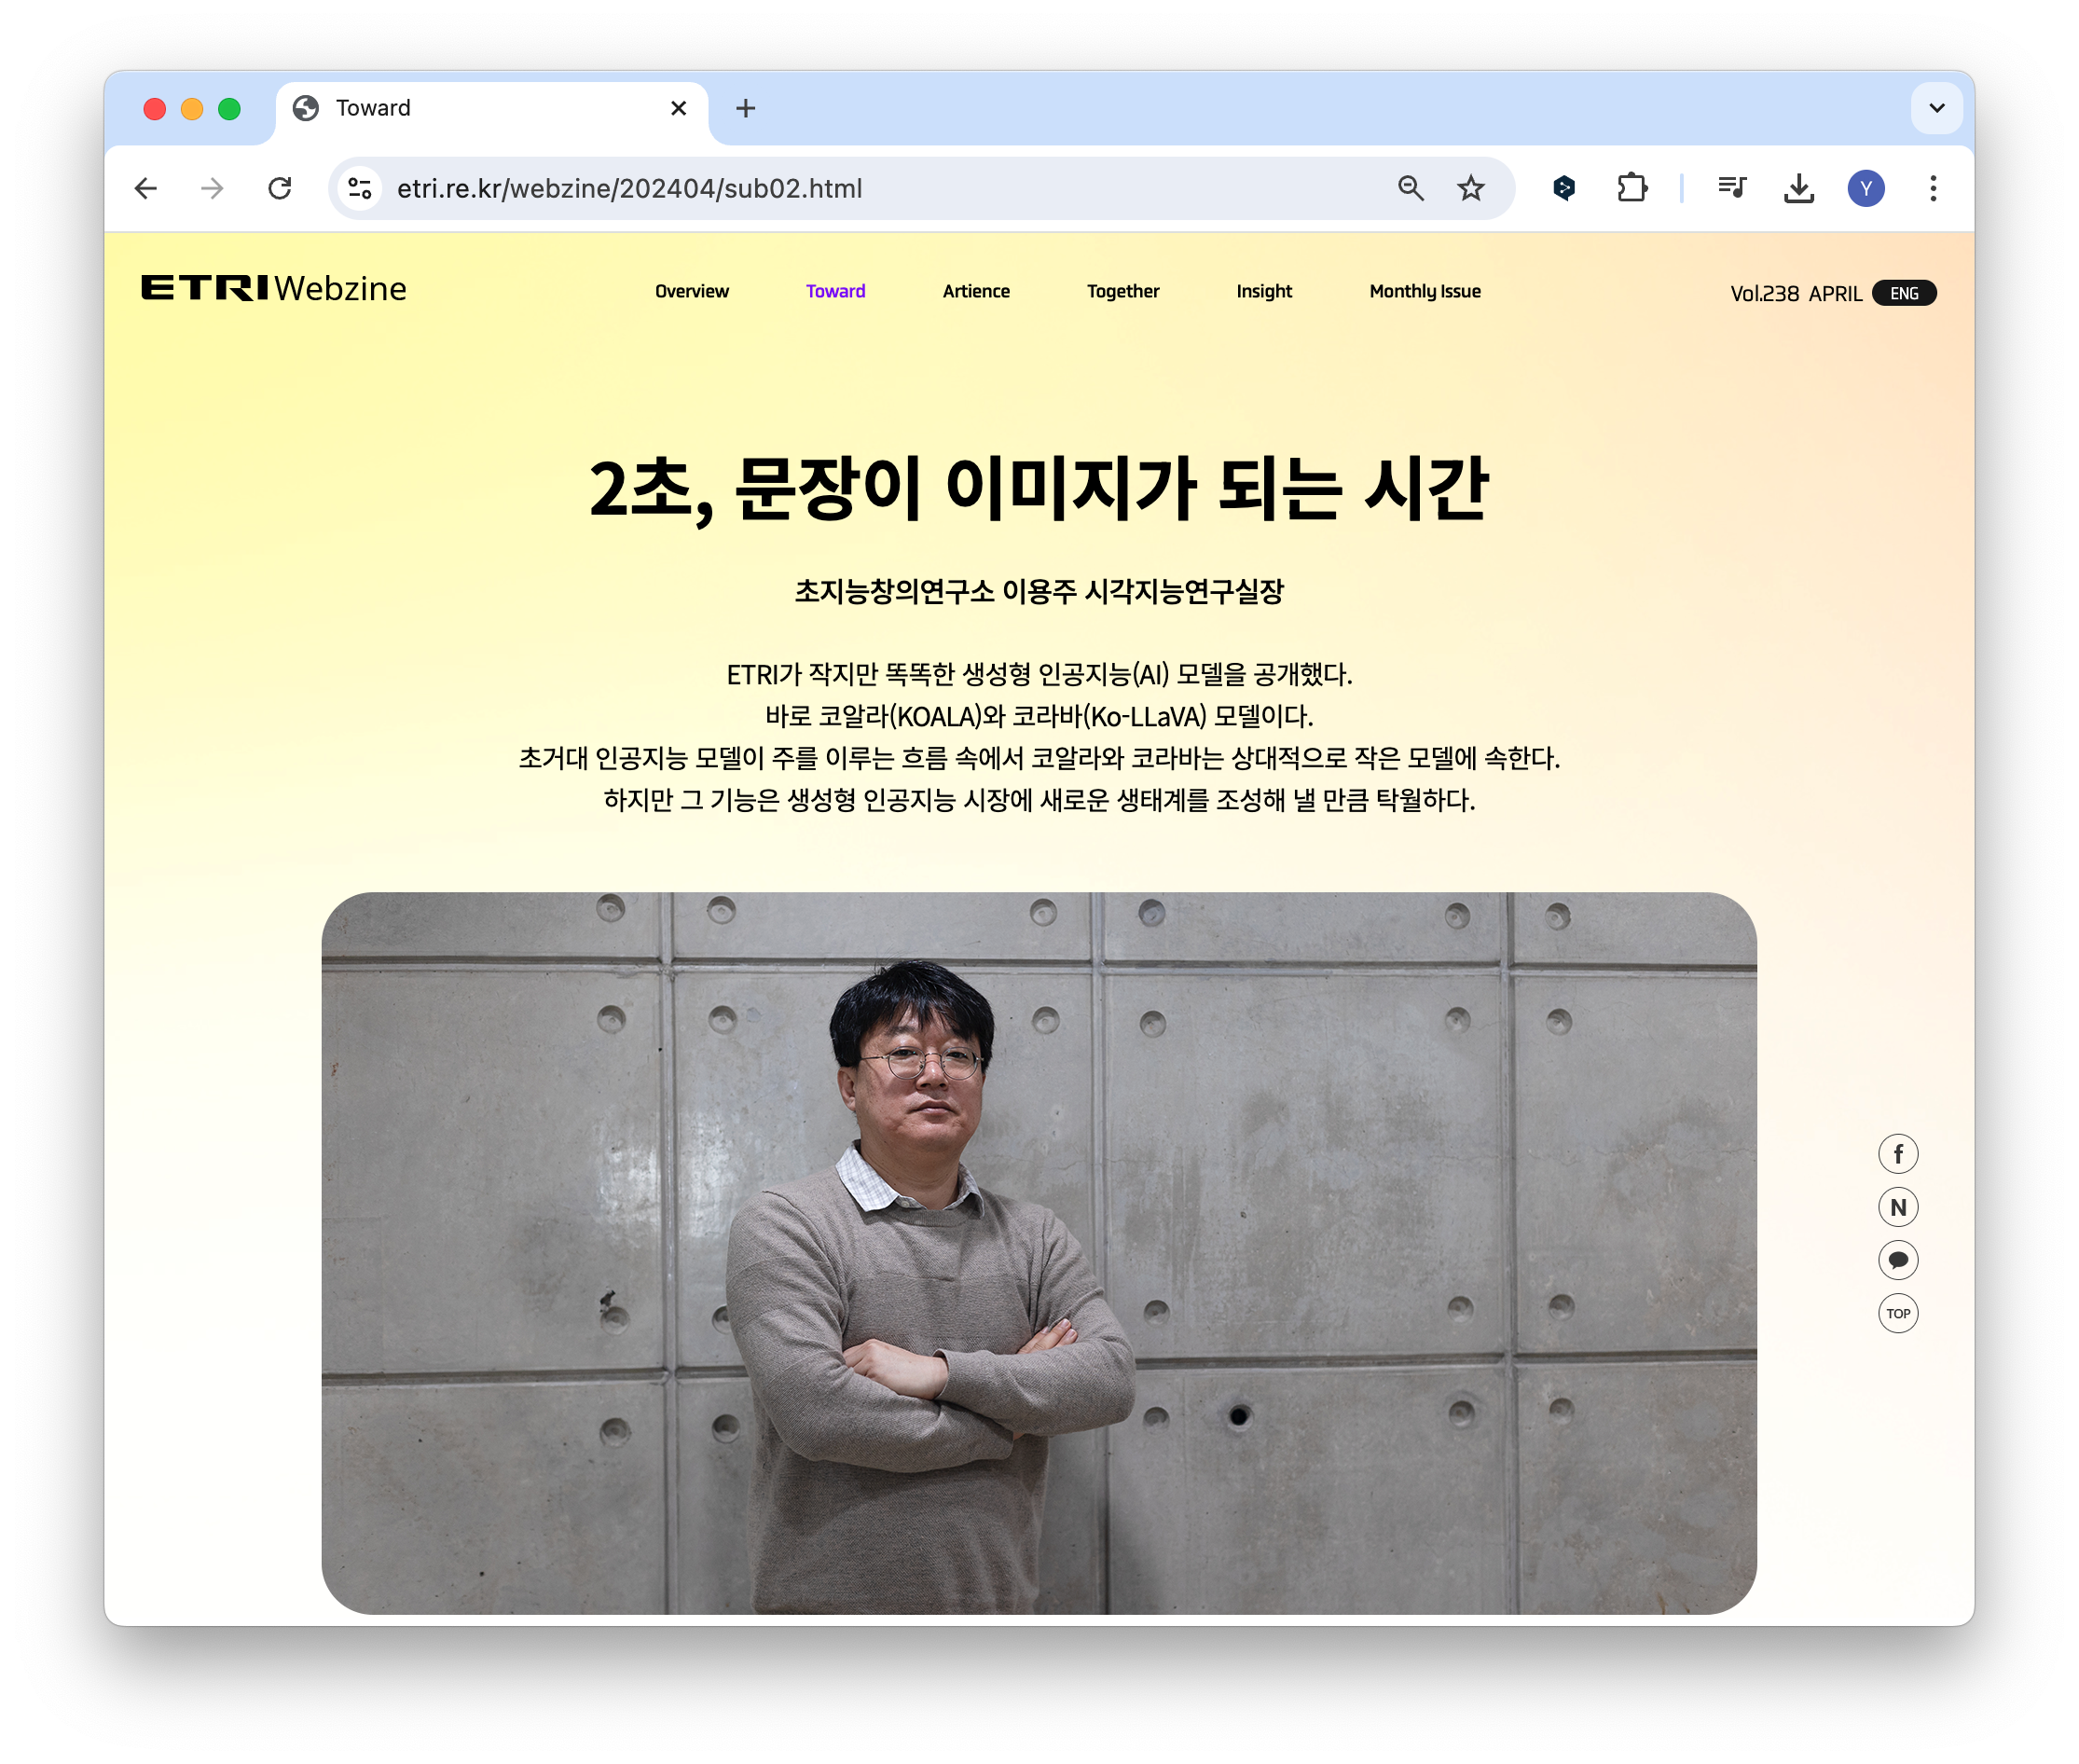 Toward
etri.re.kr/webzine/202404/sub02.html
Y
ETRI Webzine
Overview
Toward
Artience
Together
Insight
Monthly Issue
Vol.238 APRIL ENG
2초, 문장이 이미지가 되는 시간
초지능창의연구소 이용주 시각지능연구실장
ETRI가 작지만 똑똑한 생성형 인공지능(AI) 모델을 공개했다.
바로 코알라(KOALA)와 코라바(Ko-LLaVA) 모델이다.
초거대 인공지능 모델이 주를 이루는 흐름 속에서 코알라와 코라바는 상대적으로 작은 모델에 속한다.
하지만 그 기능은 생성형 인공지능 시장에 새로운 생태계를 조성해 낼 만큼 탁월하다.
f
N
TOP